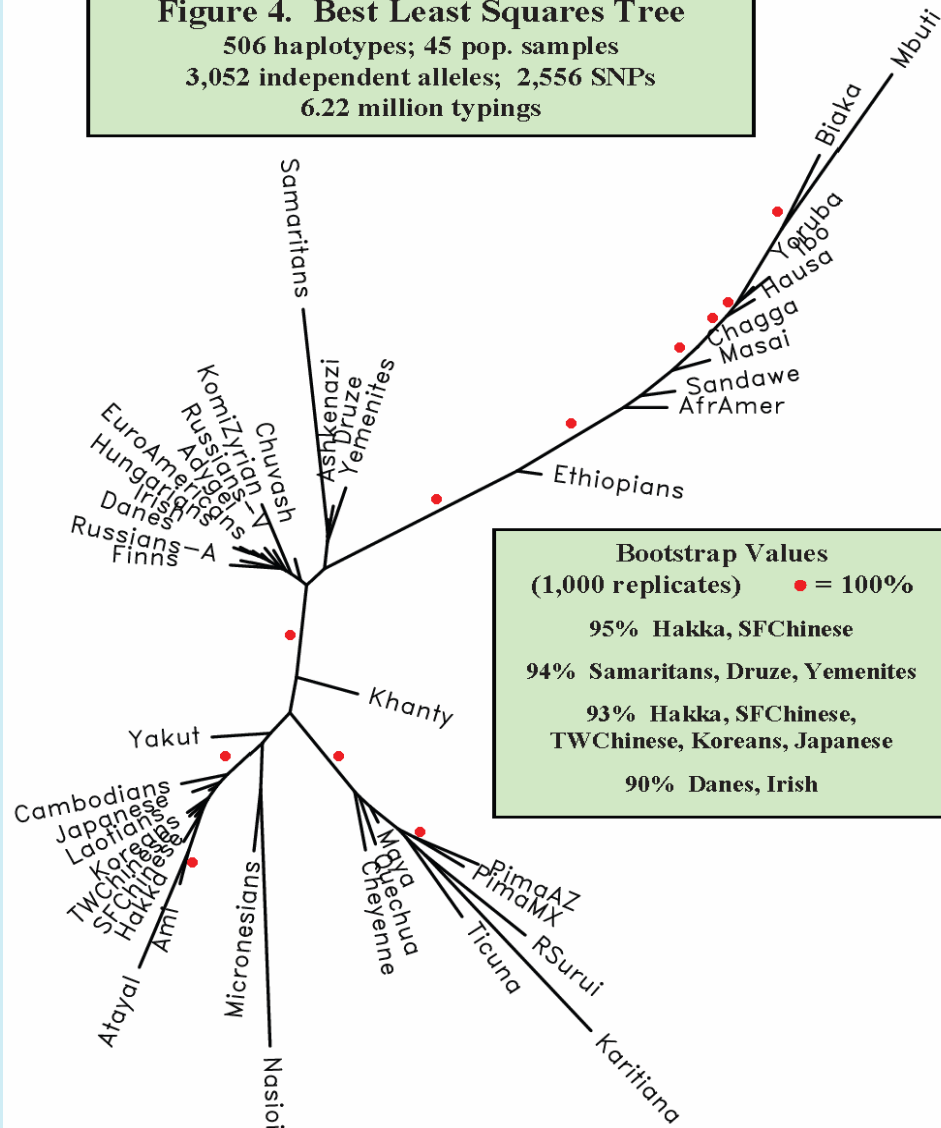 Figure 4. Best Least Squares Tree
506 haplotypes; 45 pop. samples
3,052 independent alleles; 2,556 SNPs
6.22 million typings
Mbuti
Biaka
Yoruba
Ibo
Hausa
Chagga
Masai
Sandawe
AfrAmer
Ethiopians
Samaritans
Ashkenazi
Druze
Yemenites
KomiZyrian
Chuvash
Russians-V
Adygei
EuroAmericans
Hungarians
Irish
Danes
Russians-A
Finns
Bootstrap Values
(1,000 replicates) = 100%
95% Hakka, SFChinese
94% Samaritans, Druze, Yemenites
93% Hakka, SFChinese,
TWChinese, Koreans, Japanese
90% Danes, Irish
Khanty
Yakut
Cambodians
Japanese
Laotians
Koreans
TWChinese
SFChinese
Hakka
Ami
Atayal
Micronesians
Nasioi
Cheyenne
Quechua
Maya
PimaAZ
PimaMX
Ticuna
RSurui
Karitiana